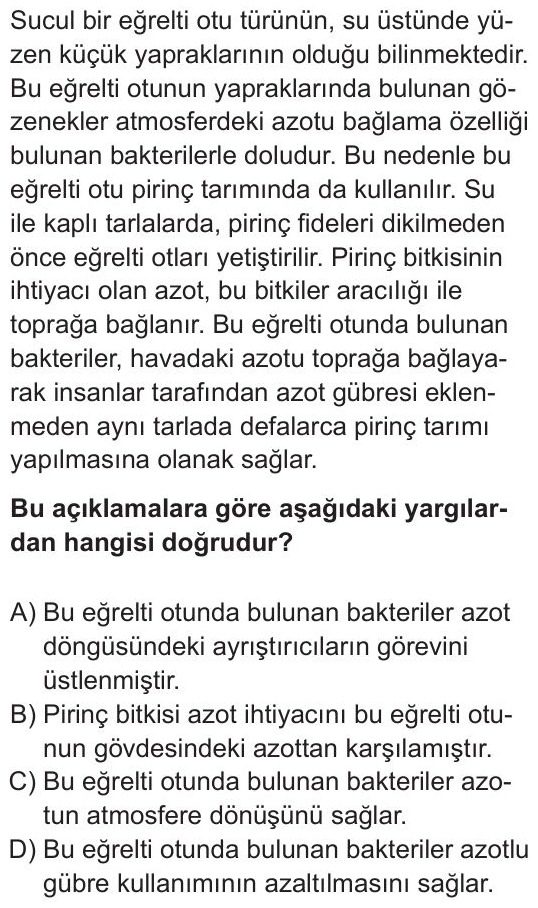 Sucul bir eğrelti otu türünün, su üstünde yü-
zen küçük yapraklarının olduğu bilinmektedir.
Bu eğrelti otunun yapraklarında bulunan gö-
zenekler atmosferdeki azotu bağlama özelliği
bulunan bakterilerle doludur. Bu nedenle bu
eğrelti otu pirinç tarımında da kullanılır. Su
ile kaplı tarlalarda, pirinç fideleri dikilmeden
önce eğrelti otları yetiştirilir. Pirinç bitkisinin
ihtiyacı olan azot, bu bitkiler aracılığı ile
toprağa bağlanır. Bu eğrelti otunda bulunan
bakteriler, havadaki azotu toprağa bağlaya-
rak insanlar tarafından azot gübresi eklen-
meden aynı tarlada defalarca pirinç tarımı
yapılmasına olanak sağlar.
Bu açıklamalara göre aşağıdaki yargılar-
dan hangisi doğrudur?
A) Bu eğrelti otunda bulunan bakteriler azot
döngüsündeki ayrıştırıcıların görevini
üstlenmiştir.
B) Pirinç bitkisi azot ihtiyacını bu eğrelti otu-
nun gövdesindeki azottan karşılamıştır.
C) Bu eğrelti otunda bulunan bakteriler azo-
tun atmosfere dönüşünü sağlar.
D) Bu eğrelti otunda bulunan bakteriler azotlu
gübre kullanımının azaltılmasını sağlar.